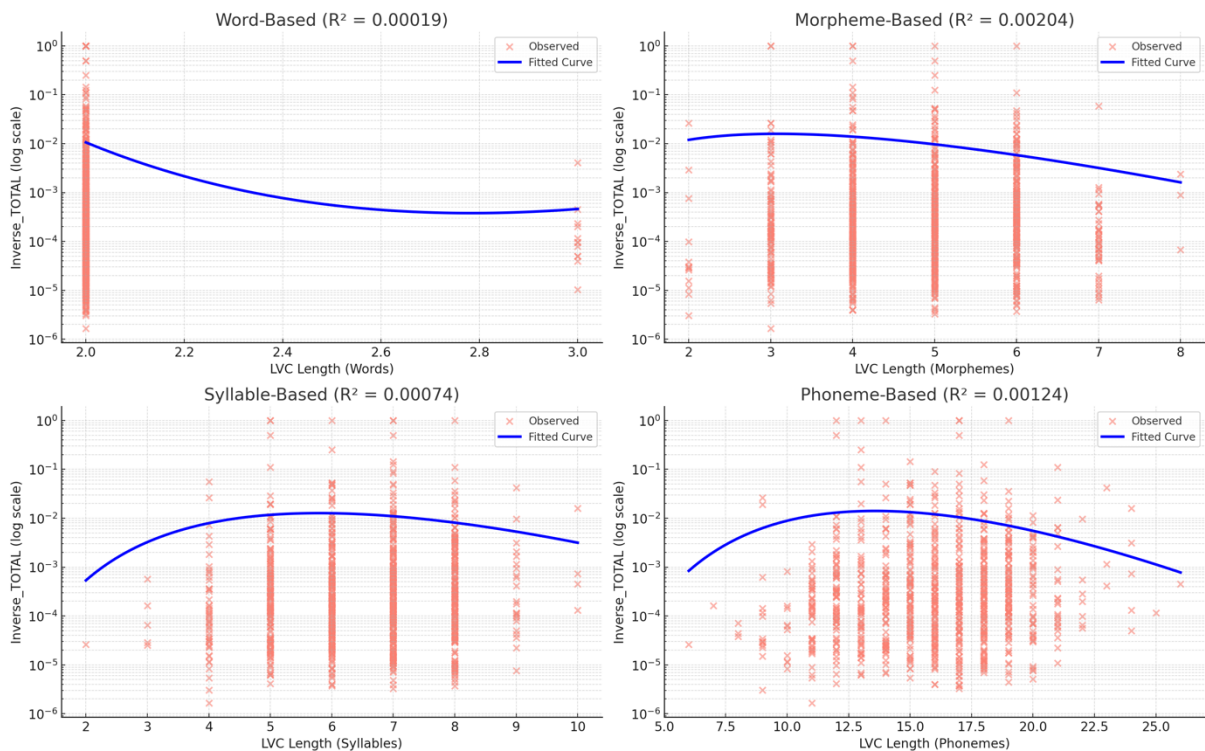 Word-Based (R² = 0.00019)
Inverse_TOTAL (log scale)
10⁰
10⁻¹
10⁻²
10⁻³
10⁻⁴
10⁻⁵
10⁻⁶
Observed
Fitted Curve
2.0 2.2 2.4 2.6 2.8 3.0
LVC Length (Words)
Morpheme-Based (R² = 0.00204)
Inverse_TOTAL (log scale)
10⁰
10⁻¹
10⁻²
10⁻³
10⁻⁴
10⁻⁵
10⁻⁶
Observed
Fitted Curve
2 3 4 5 6 7 8
LVC Length (Morphemes)
Syllable-Based (R² = 0.00074)
Inverse_TOTAL (log scale)
10⁰
10⁻¹
10⁻²
10⁻³
10⁻⁴
10⁻⁵
10⁻⁶
Observed
Fitted Curve
2 3 4 5 6 7 8 9 10
LVC Length (Syllables)
Phoneme-Based (R² = 0.00124)
Inverse_TOTAL (log scale)
10⁰
10⁻¹
10⁻²
10⁻³
10⁻⁴
10⁻⁵
10⁻⁶
Observed
Fitted Curve
5.0 7.5 10.0 12.5 15.0 17.5 20.0 22.5 25.0
LVC Length (Phonemes)